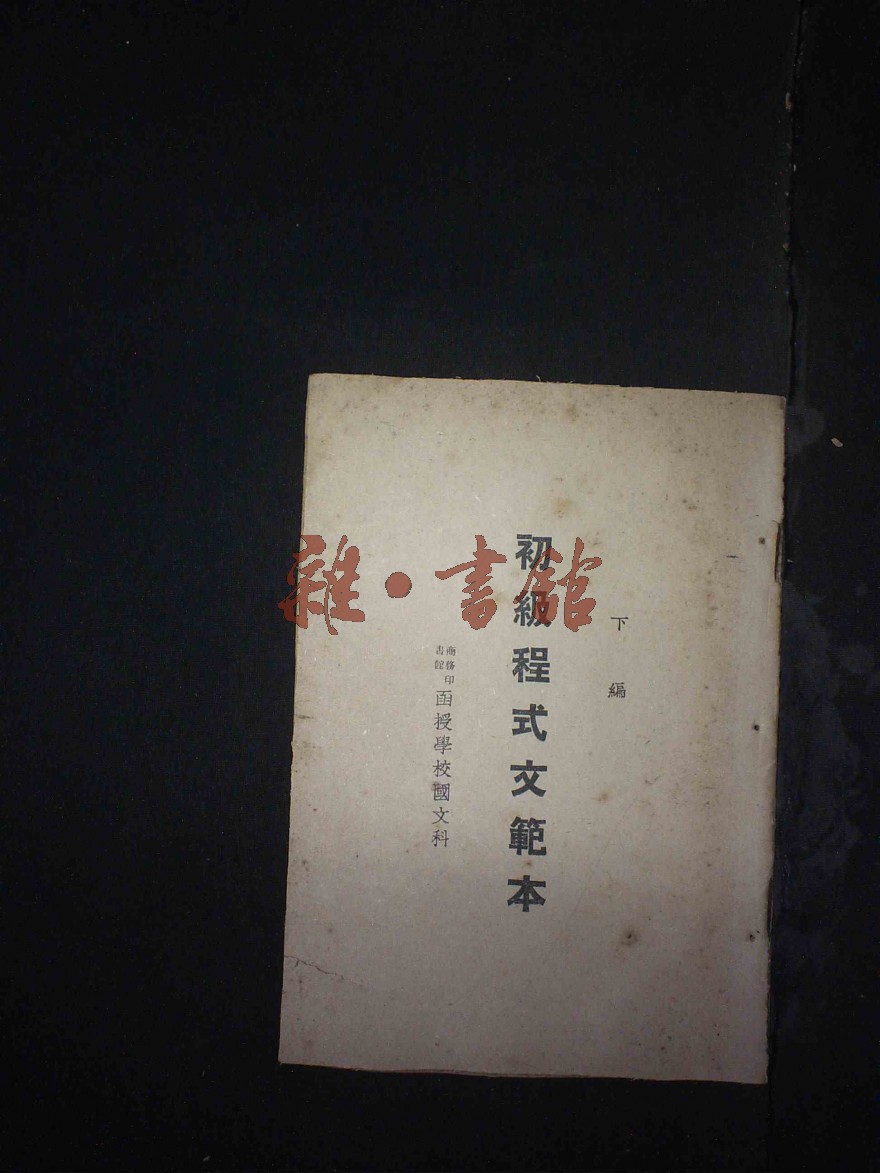 下編
初級程式文範本
商務印書館函授學校國文科
雜·書館